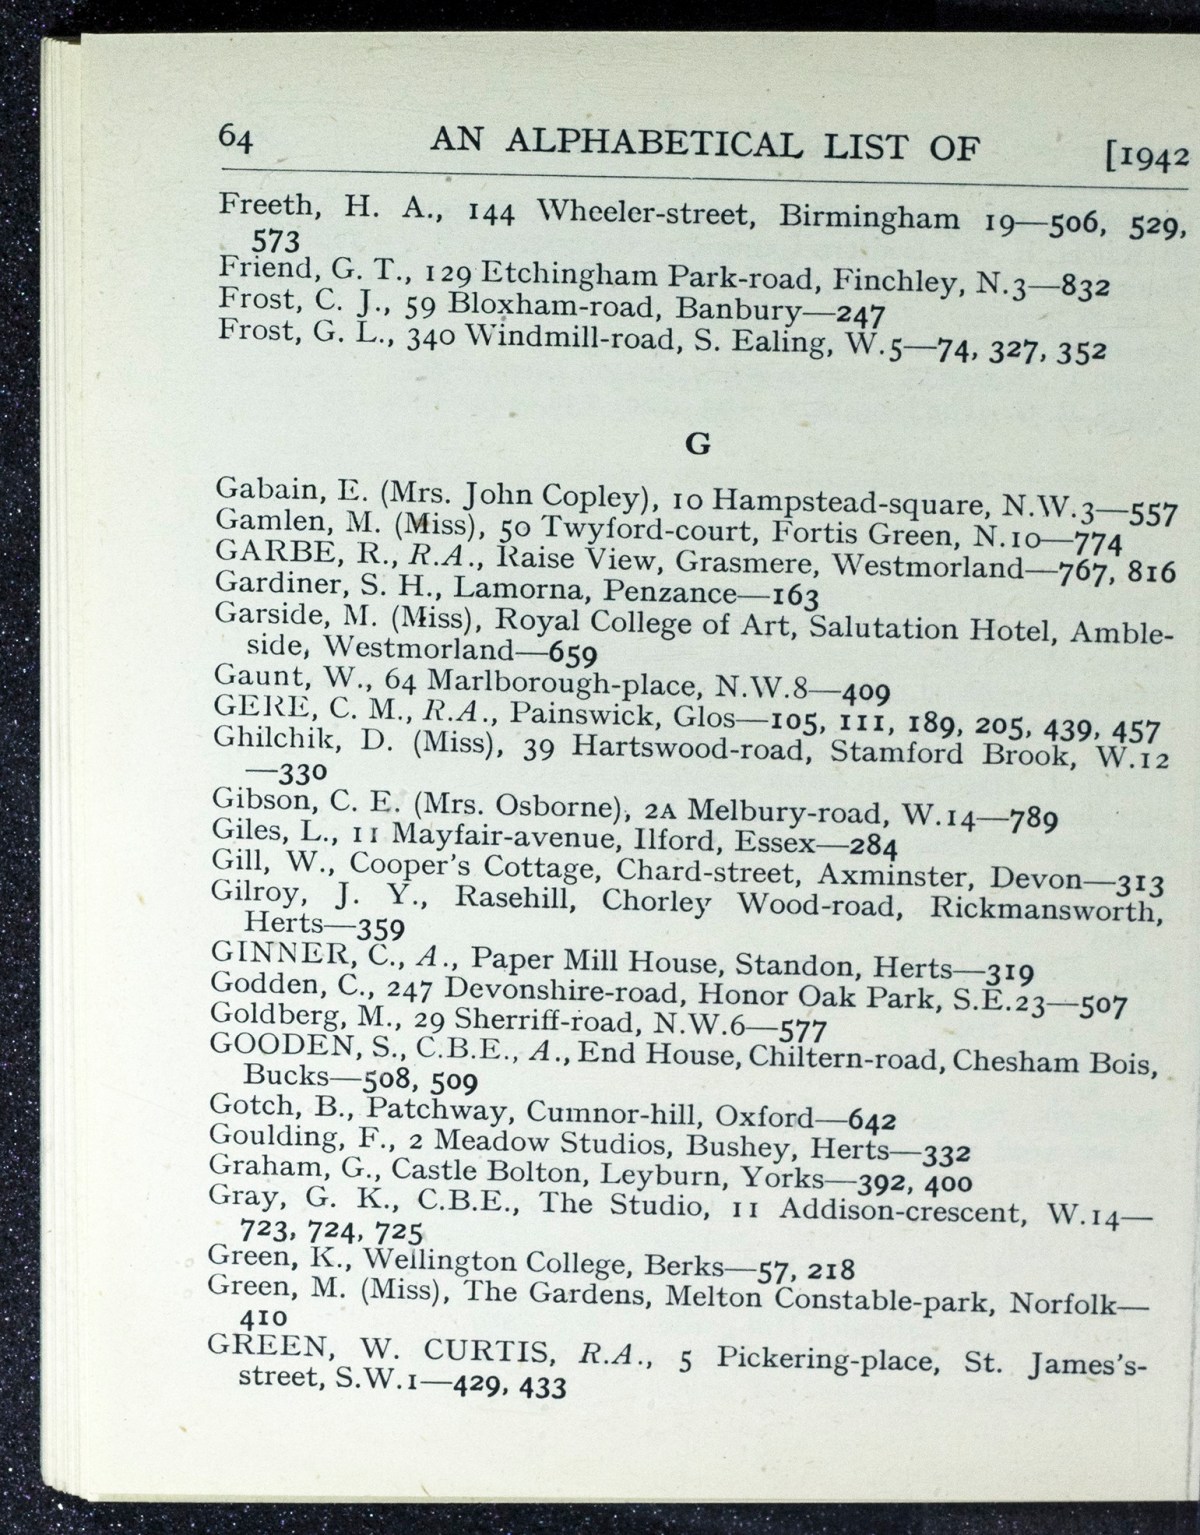 64 AN ALPHABETICAL LIST OF [1942
Freeth, H. A., 144 Wheeler-street, Birmingham 19—506, 529,
573
Friend, G. T., 129 Etchingham Park-road, Finchley, N.3—832
Frost, C. J., 59 Bloxham-road, Banbury—247
Frost, G. L., 340 Windmill-road, S. Ealing, W.5—74, 327, 352
G
Gabain, E. (Mrs. John Copley), 10 Hampstead-square, N.W.3—557
Gamlen, M. (Miss), 50 Twyford-court, Fortis Green, N.10—774
GARBE, R., R.A., Raise View, Grasmere, Westmorland—767, 816
Gardiner, S. H., Lamorna, Penzance—163
Garside, M. (Miss), Royal College of Art, Salutation Hotel, Amble-
side, Westmorland—659
Gaunt, W., 64 Marlborough-place, N.W.8—409
GERE, C. M., R.A., Painswick, Glos—105, 111, 189, 205, 439, 457
Ghilchik, D. (Miss), 39 Hartswood-road, Stamford Brook, W.12
—330
Gibson, C. E. (Mrs. Osborne), 2A Melbury-road, W.14—789
Giles, L., 11 Mayfair-avenue, Ilford, Essex—284
Gill, W., Cooper's Cottage, Chard-street, Axminster, Devon—313
Gilroy, J. Y., Rasehill, Chorley Wood-road, Rickmansworth,
Herts—359
GINNER, C., A., Paper Mill House, Standon, Herts—319
Godden, C., 247 Devonshire-road, Honor Oak Park, S.E.23—507
Goldberg, M., 29 Sherriff-road, N.W.6—577
GOODEN, S., C.B.E., A., End House, Chiltern-road, Chesham Bois,
Bucks—508, 509
Gotch, B., Patchway, Cumnor-hill, Oxford—642
Goulding, F., 2 Meadow Studios, Bushey, Herts—332
Graham, G., Castle Bolton, Leyburn, Yorks—392, 400
Gray, G. K., C.B.E., The Studio, 11 Addison-crescent, W.14—
723, 724, 725
Green, K., Wellington College, Berks—57, 218
Green, M. (Miss), The Gardens, Melton Constable-park, Norfolk—
410
GREEN, W. CURTIS, R.A., 5 Pickering-place, St. James's-
street, S.W.1—429, 433